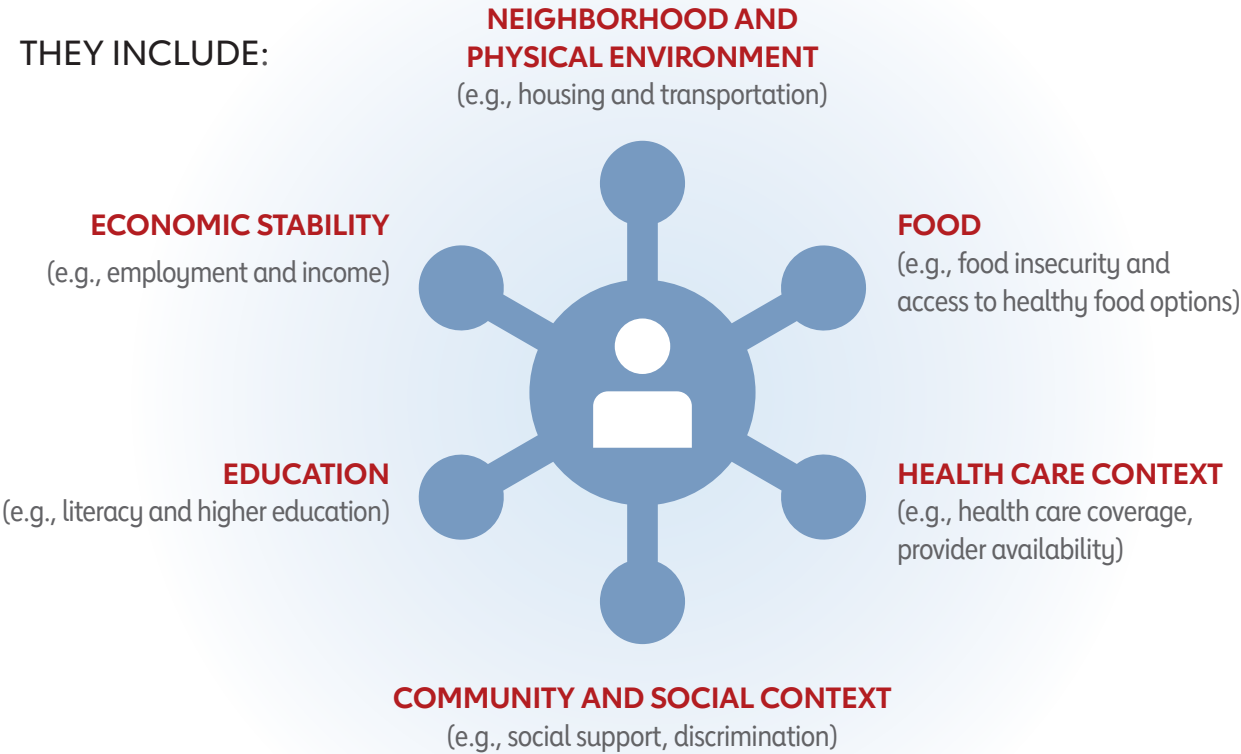 THEY INCLUDE:
NEIGHBORHOOD AND
PHYSICAL ENVIRONMENT
(e.g., housing and transportation)
ECONOMIC STABILITY
(e.g., employment and income)
FOOD
(e.g., food insecurity and
access to healthy food options)
EDUCATION
(e.g., literacy and higher education)
HEALTH CARE CONTEXT
(e.g., health care coverage,
provider availability)
COMMUNITY AND SOCIAL CONTEXT
(e.g., social support, discrimination)